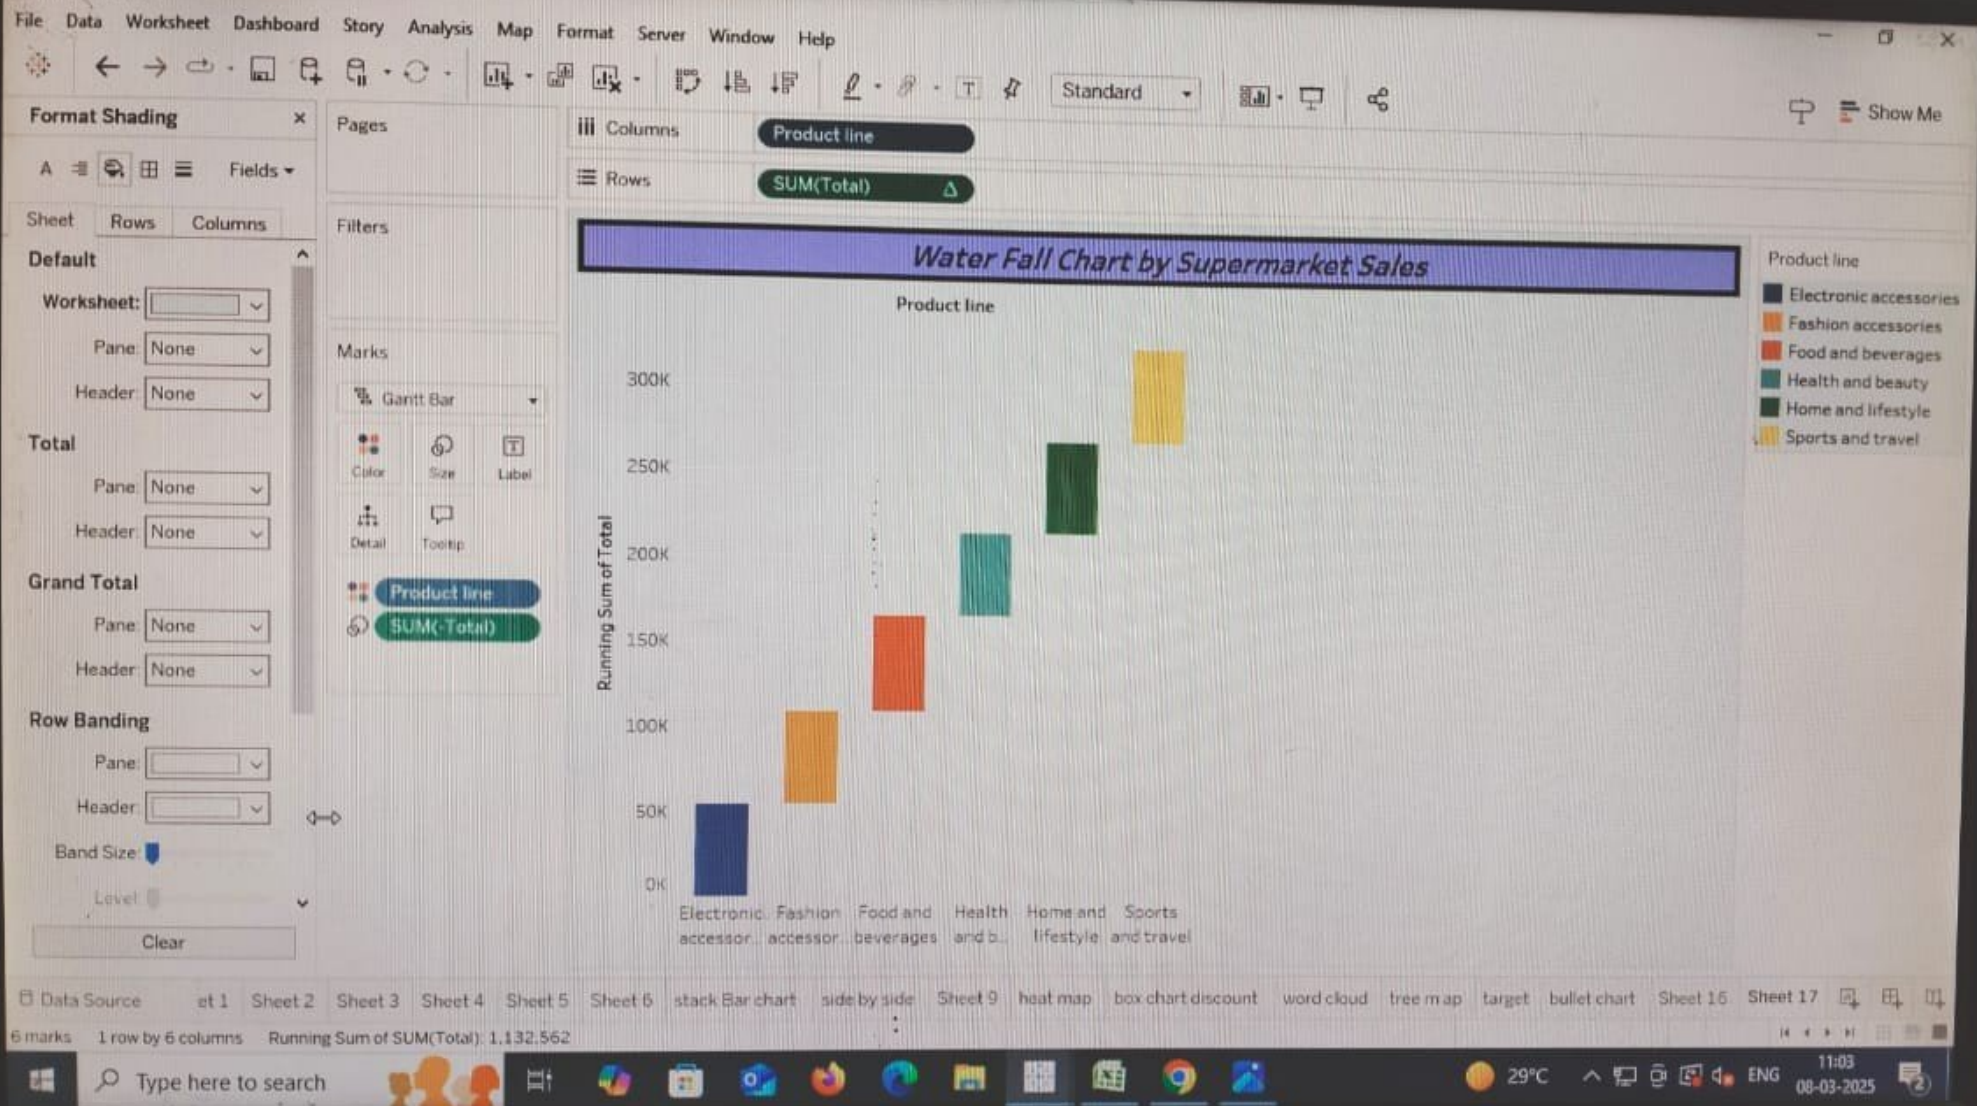 File Data Worksheet Dashboard Story Analysis Map Format Server Window Help
Standard
Show Me
Format Shading
Fields
Sheet Rows Columns
Default
Worksheet:
Pane: None
Header: None
Total
Pane: None
Header: None
Grand Total
Pane: None
Header: None
Row Banding
Pane:
Header:
Band Size:
Level:
Clear
Pages
Filters
Marks
Gantt Bar
Color Size Label
Detail Tooltip
Product line
SUM(-Total)
Columns Product line
Rows SUM(Total) Δ
Water Fall Chart by Supermarket Sales
Product line
Running Sum of Total
300K
250K
200K
150K
100K
50K
0K
Electronic Fashion Food and Health Home and Sports
accessor.. accessor.. beverages and b.. lifestyle and travel
Product line
Electronic accessories
Fashion accessories
Food and beverages
Health and beauty
Home and lifestyle
Sports and travel
Data Source et 1 Sheet 2 Sheet 3 Sheet 4 Sheet 5 Sheet 6 stack Bar chart side by side Sheet 9 heat map box chart discount word cloud tree map target bullet chart Sheet 16 Sheet 17
6 marks 1 row by 6 columns Running Sum of SUM(Total): 1,132,562
Type here to search
29°C
ENG
11:03
08-03-2025
2